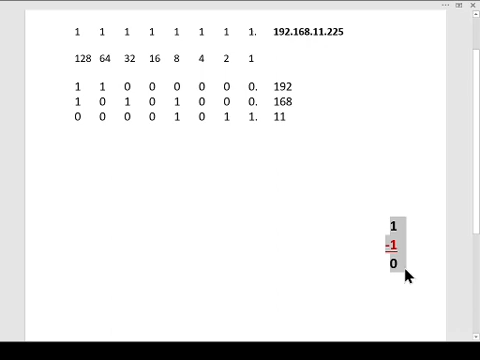 1 1 1 1 1 1 1 1. 192.168.11.225
128 64 32 16 8 4 2 1
1 1 0 0 0 0 0 0. 192
1 0 1 0 1 0 0 0. 168
0 0 0 0 1 0 1 1. 11
1
-1
0